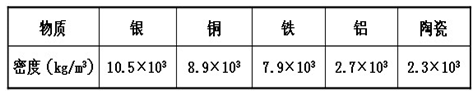 物质 银 铜 铁 铝 陶瓷
密度(kg/m³) 10.5×10³ 8.9×10³ 7.9×10³ 2.7×10³ 2.3×10³